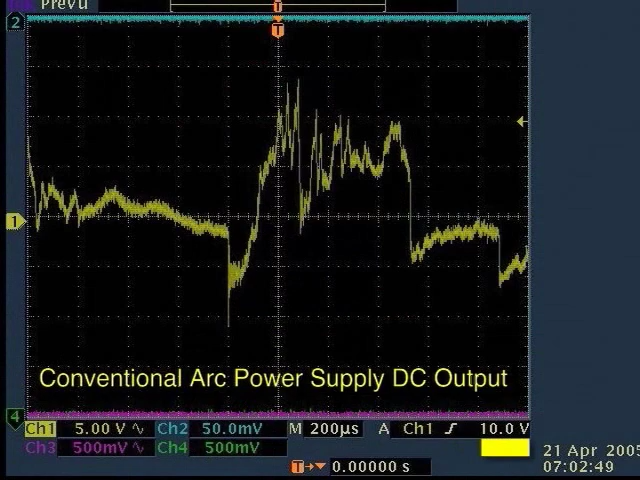 PreVu
T
2
T
1
Conventional Arc Power Supply DC Output
4
Ch1 5.00 V Ch2 50.0mV M 200µs A Ch1 10.0 V
Ch3 500mV Ch4 500mV
21 Apr 2005
T 0.00000 s 07:02:49